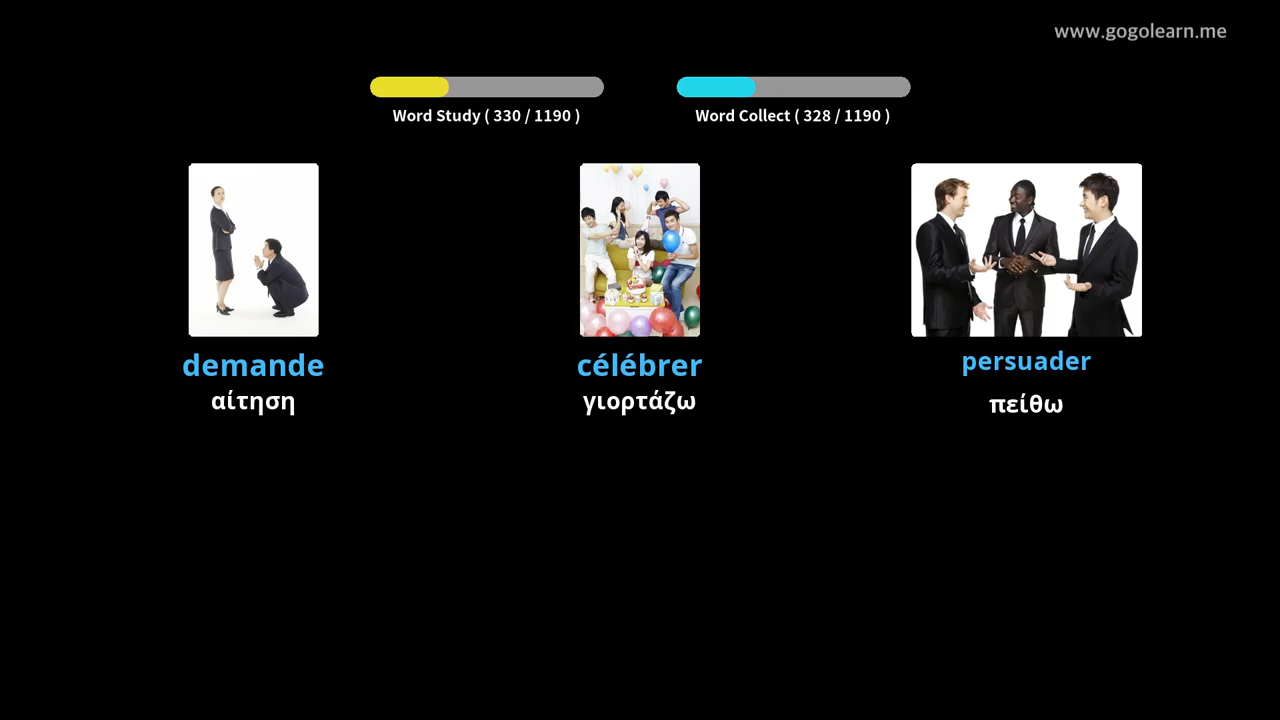 www.gogolearn.me
Word Study ( 330 / 1190 )
Word Collect ( 328 / 1190 )
demande
αίτηση
célébrer
γιορτάζω
persuader
πείθω